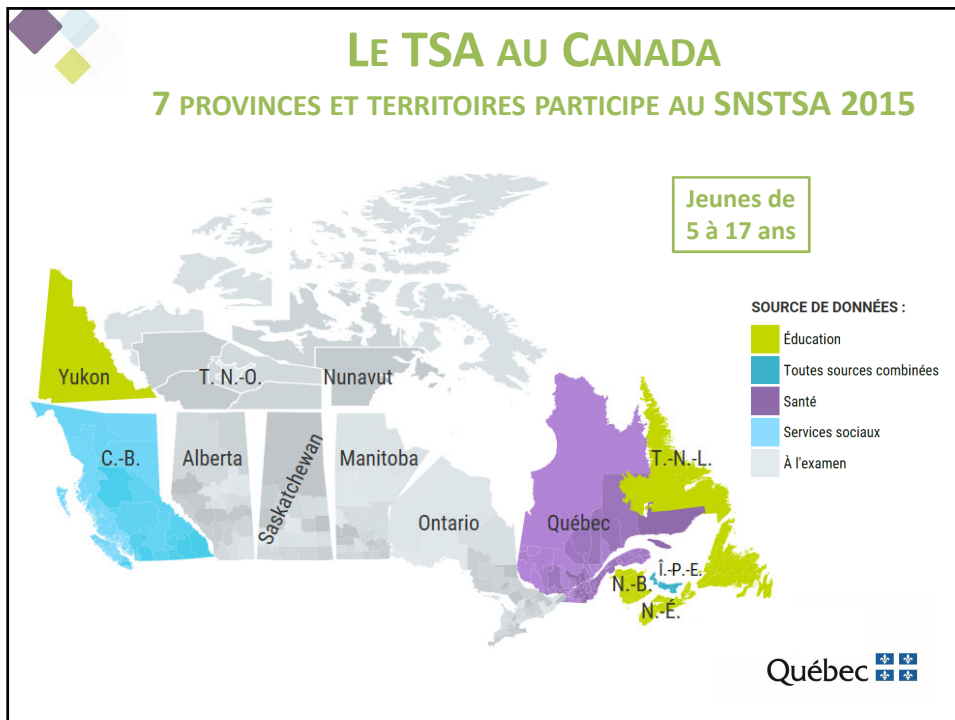 LE TSA AU CANADA
7 PROVINCES ET TERRITOIRES PARTICIPE AU SNSTSA 2015
Jeunes de
5 à 17 ans
SOURCE DE DONNÉES :
Éducation
Toutes sources combinées
Santé
Services sociaux
À l'examen
Yukon
T. N.-O.
Nunavut
C.-B.
Alberta
Saskatchewan
Manitoba
Ontario
Québec
T.-N.-L.
Î.-P.-E.
N.-B.
N.-É.
Québec